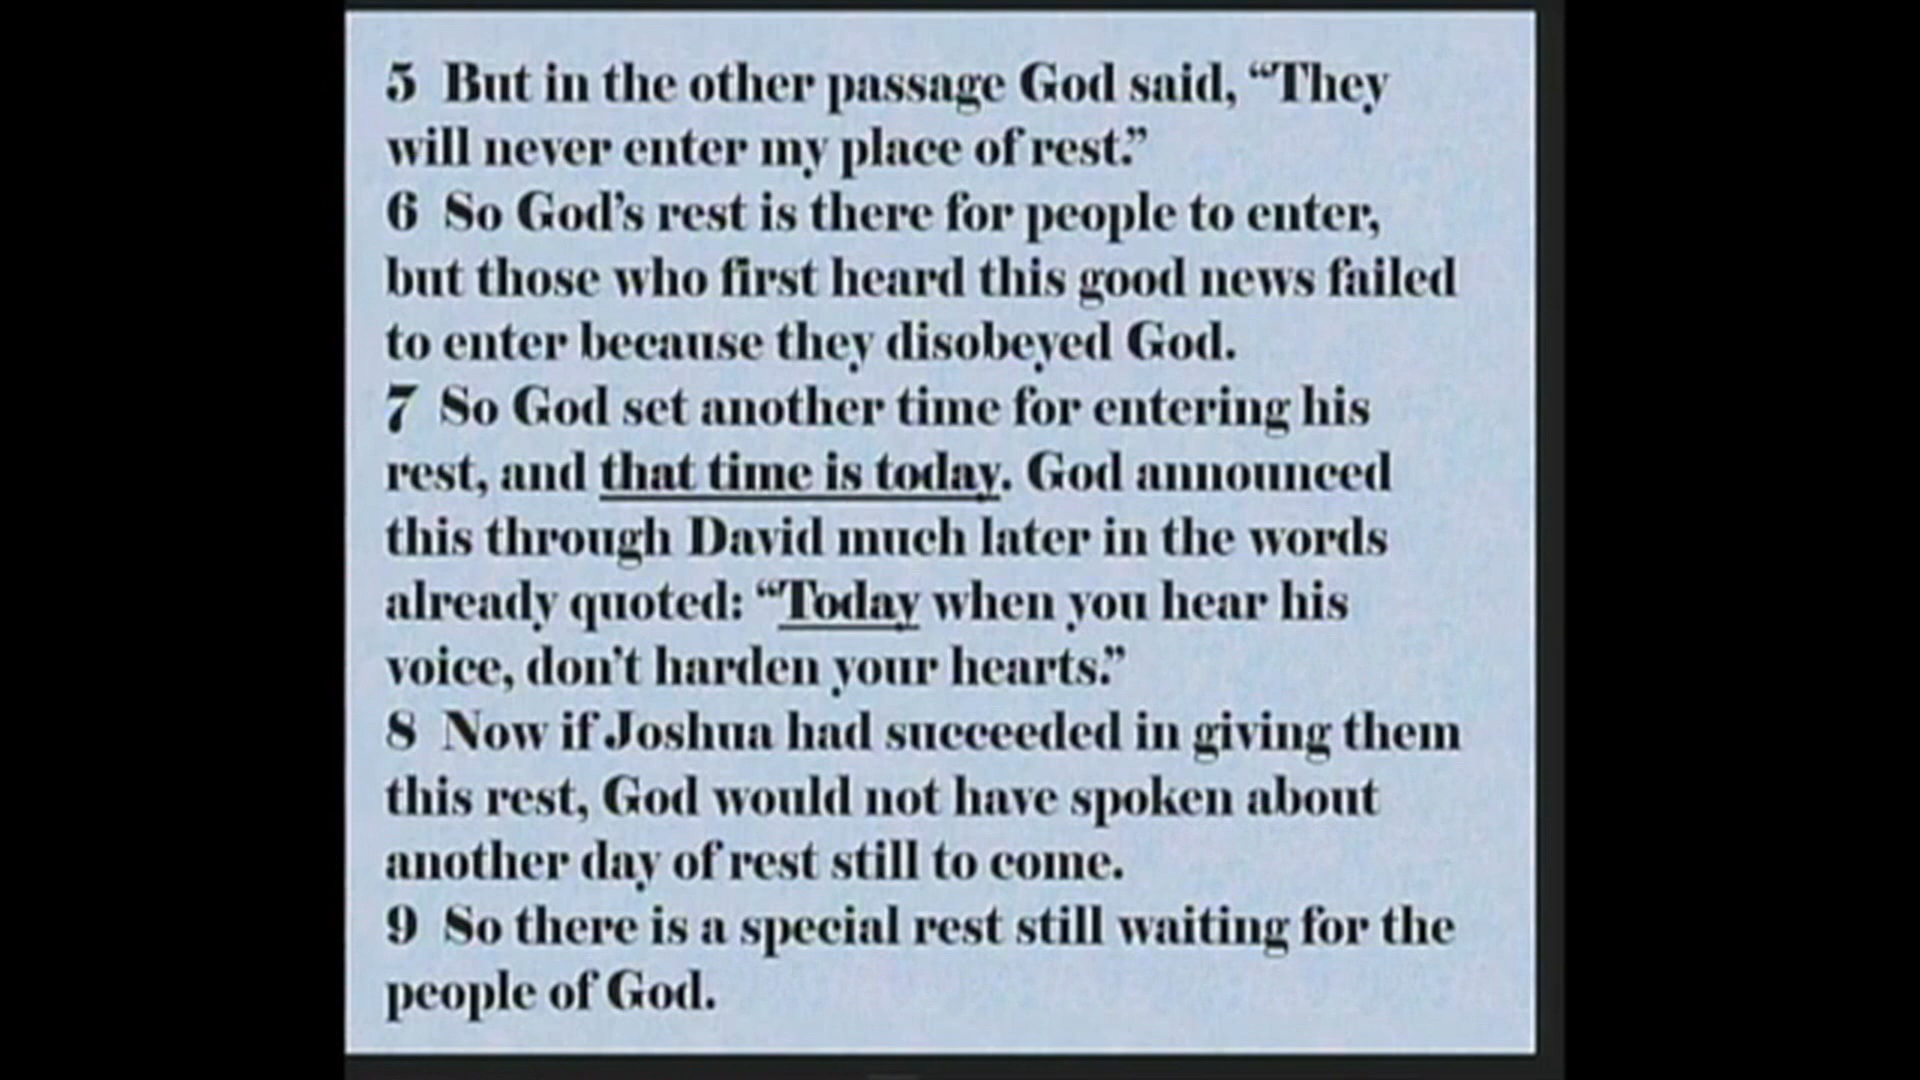 5 But in the other passage God said, “They
will never enter my place of rest.”
6 So God’s rest is there for people to enter,
but those who first heard this good news failed
to enter because they disobeyed God.
7 So God set another time for entering his
rest, and that time is today. God announced
this through David much later in the words
already quoted: “Today when you hear his
voice, don’t harden your hearts.”
8 Now if Joshua had succeeded in giving them
this rest, God would not have spoken about
another day of rest still to come.
9 So there is a special rest still waiting for the
people of God.